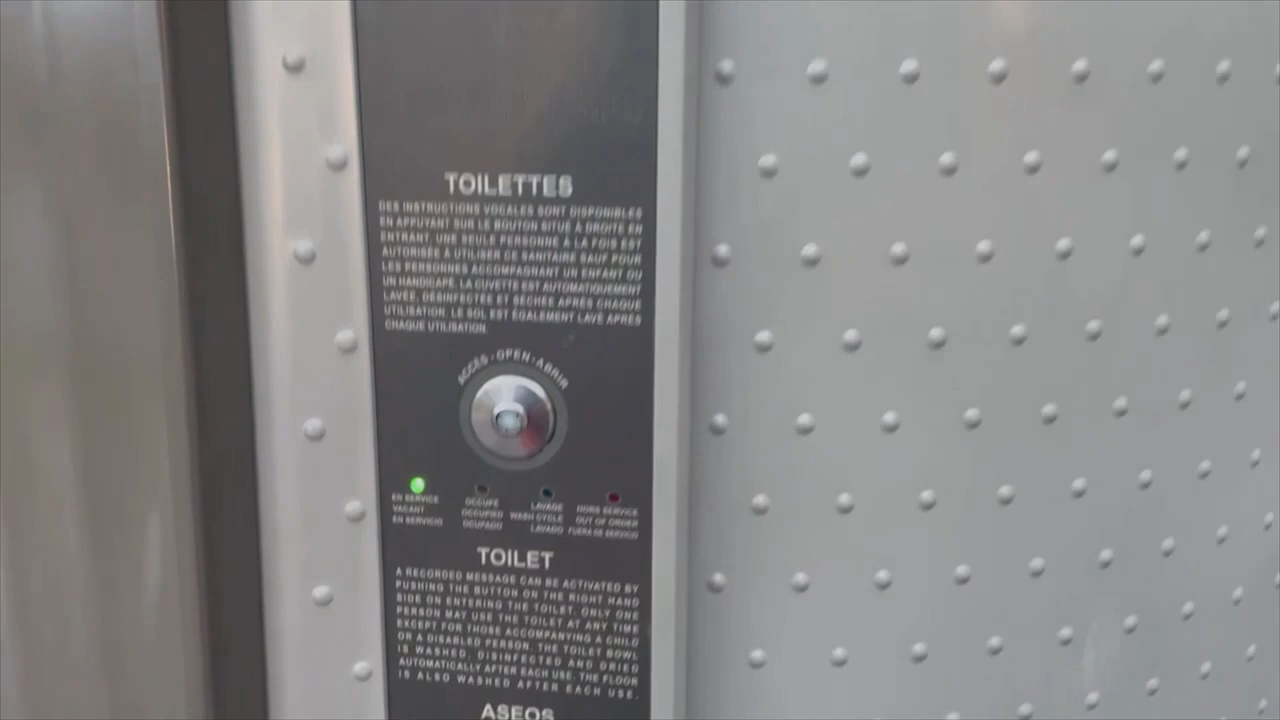 TOILETTES
DES INSTRUCTIONS VOCALES SONT DISPONIBLES
EN APPUYANT SUR LE BOUTON SITUÉ À DROITE EN
ENTRANT. UNE SEULE PERSONNE À LA FOIS EST
AUTORISÉE À UTILISER CE SANITAIRE SAUF POUR
LES PERSONNES ACCOMPAGNANT UN ENFANT OU
UN HANDICAPÉ. LA CUVETTE EST AUTOMATIQUEMENT
LAVÉE, DÉSINFECTÉE ET SÉCHÉE APRÈS CHAQUE
UTILISATION. LE SOL EST ÉGALEMENT LAVÉ APRÈS
CHAQUE UTILISATION.
ACCÈS - OPEN - ABRIR
EN SERVICE
VACANT
EN SERVICIO
OCCUPÉ
OCCUPIED
OCUPADO
LAVAGE
WASH CYCLE
LAVADO
HORS SERVICE
OUT OF ORDER
FUERA DE SERVICIO
TOILET
A RECORDED MESSAGE CAN BE ACTIVATED BY
PUSHING THE BUTTON ON THE RIGHT HAND
SIDE ON ENTERING THE TOILET. ONLY ONE
PERSON MAY USE THE TOILET AT ANY TIME
EXCEPT FOR THOSE ACCOMPANYING A CHILD
OR A DISABLED PERSON. THE TOILET BOWL
IS WASHED, DISINFECTED AND DRIED
AUTOMATICALLY AFTER EACH USE. THE FLOOR
IS ALSO WASHED AFTER EACH USE.
ASEOS